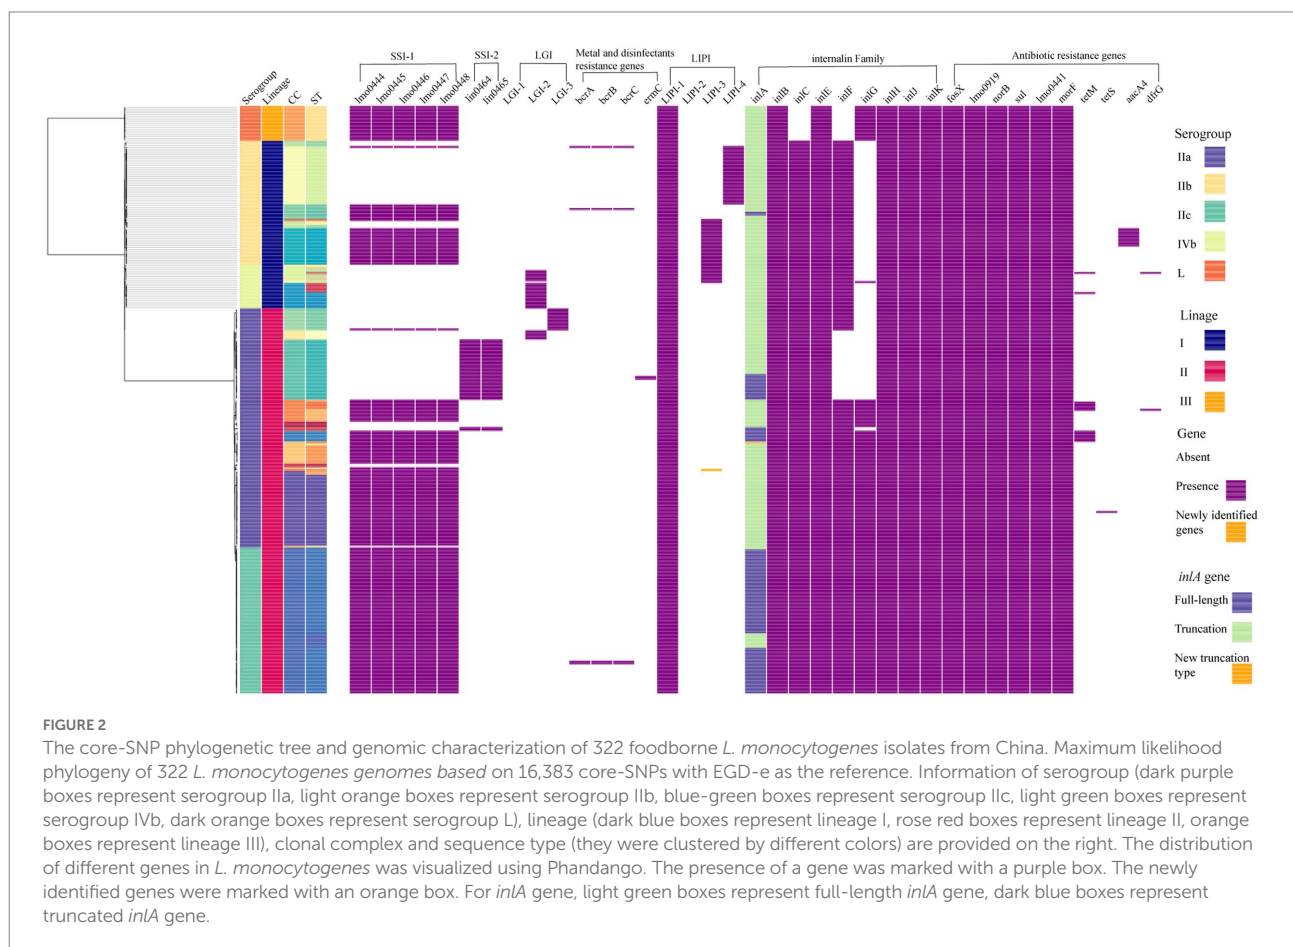 SSI-1 SSI-2 LGI Metal and disinfectants resistance genes LIPI internalin Family Antibiotic resistance genes
Serogroup Lineage CC ST lmo0444 lmo0445 lmo0446 lmo0447 lmo0448 lin0464 lin0465 LGI-1 LGI-2 LGI-3 bcrA bcrB bcrC ermC LIPI-1 LIPI-2 LIPI-3 LIPI-4 inlA inlB inlC inlE inlF inlG inlH inlJ inlK fosX lmo0919 norB sul lmo0441 morF tetM tetS aacA4 dfrG
Serogroup
IIa
IIb
IIc
IVb
L
Linage
I
II
III
Gene
Absent
Presence
Newly identified
genes
inlA gene
Full-length
Truncation
New truncation
type
FIGURE 2
The core-SNP phylogenetic tree and genomic characterization of 322 foodborne L. monocytogenes isolates from China. Maximum likelihood
phylogeny of 322 L. monocytogenes genomes based on 16,383 core-SNPs with EGD-e as the reference. Information of serogroup (dark purple
boxes represent serogroup IIa, light orange boxes represent serogroup IIb, blue-green boxes represent serogroup IIc, light green boxes represent
serogroup IVb, dark orange boxes represent serogroup L), lineage (dark blue boxes represent lineage I, rose red boxes represent lineage II, orange
boxes represent lineage III), clonal complex and sequence type (they were clustered by different colors) are provided on the right. The distribution
of different genes in L. monocytogenes was visualized using Phandango. The presence of a gene was marked with a purple box. The newly
identified genes were marked with an orange box. For inlA gene, light green boxes represent full-length inlA gene, dark blue boxes represent
truncated inlA gene.